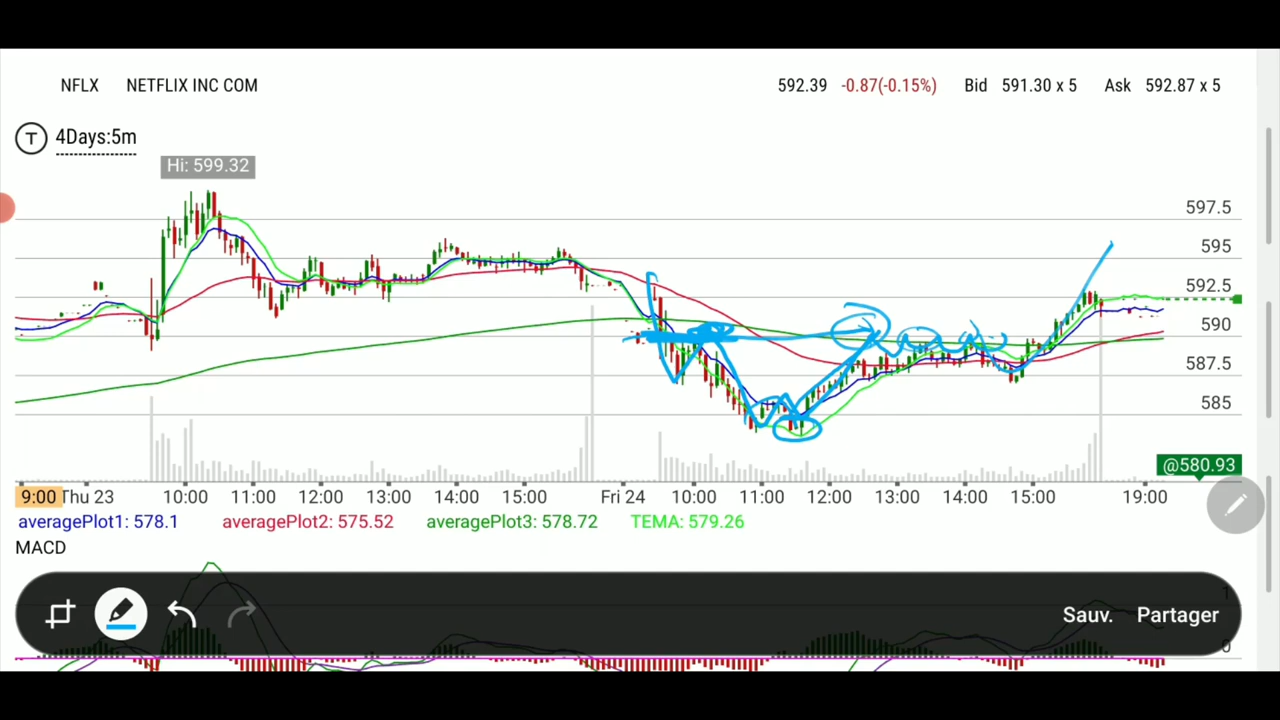 NFLX NETFLIX INC COM 592.39 -0.87(-0.15%) Bid 591.30 x 5 Ask 592.87 x 5
T 4Days:5m
Hi: 599.32
597.5
595
592.5
590
587.5
585
@580.93
9:00 Thu 23 10:00 11:00 12:00 13:00 14:00 15:00 Fri 24 10:00 11:00 12:00 13:00 14:00 15:00 19:00
averagePlot1: 578.1 averagePlot2: 575.52 averagePlot3: 578.72 TEMA: 579.26
MACD
Sauv. Partager
0